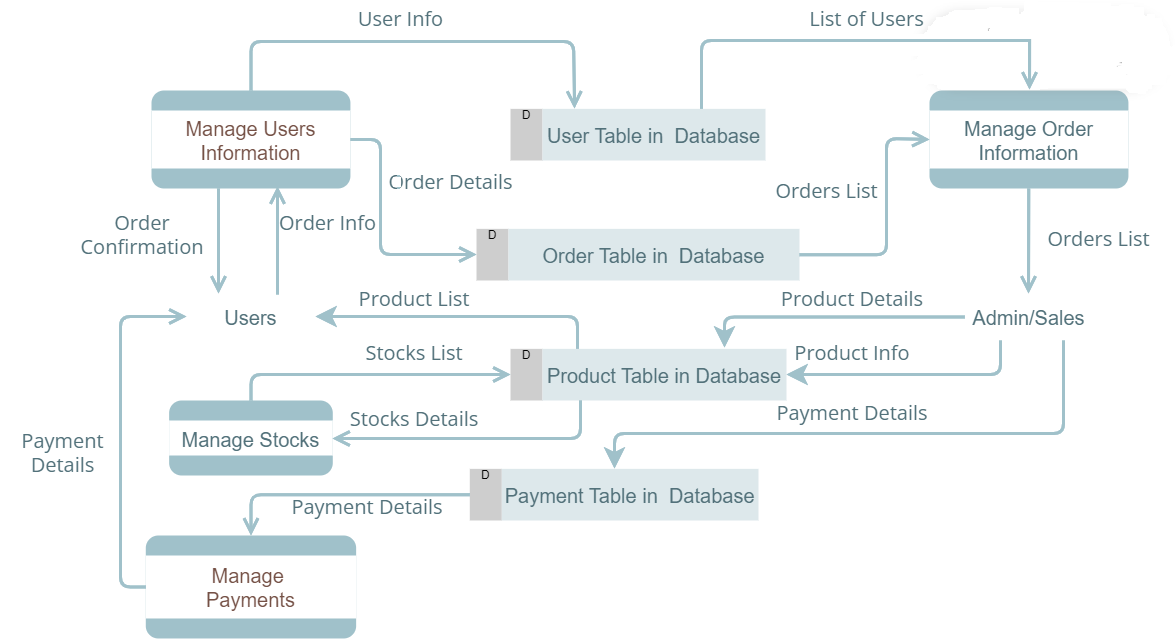 User Info
List of Users
D
User Table in Database
Manage Users
Information
Manage Order
Information
Order Details
Orders List
Order
Confirmation
Order Info
D
Order Table in Database
Orders List
Users
Product List
Product Details
Admin/Sales
Stocks List
D
Product Table in Database
Product Info
Manage Stocks
Stocks Details
Payment Details
Payment
Details
D
Payment Table in Database
Payment Details
Manage
Payments